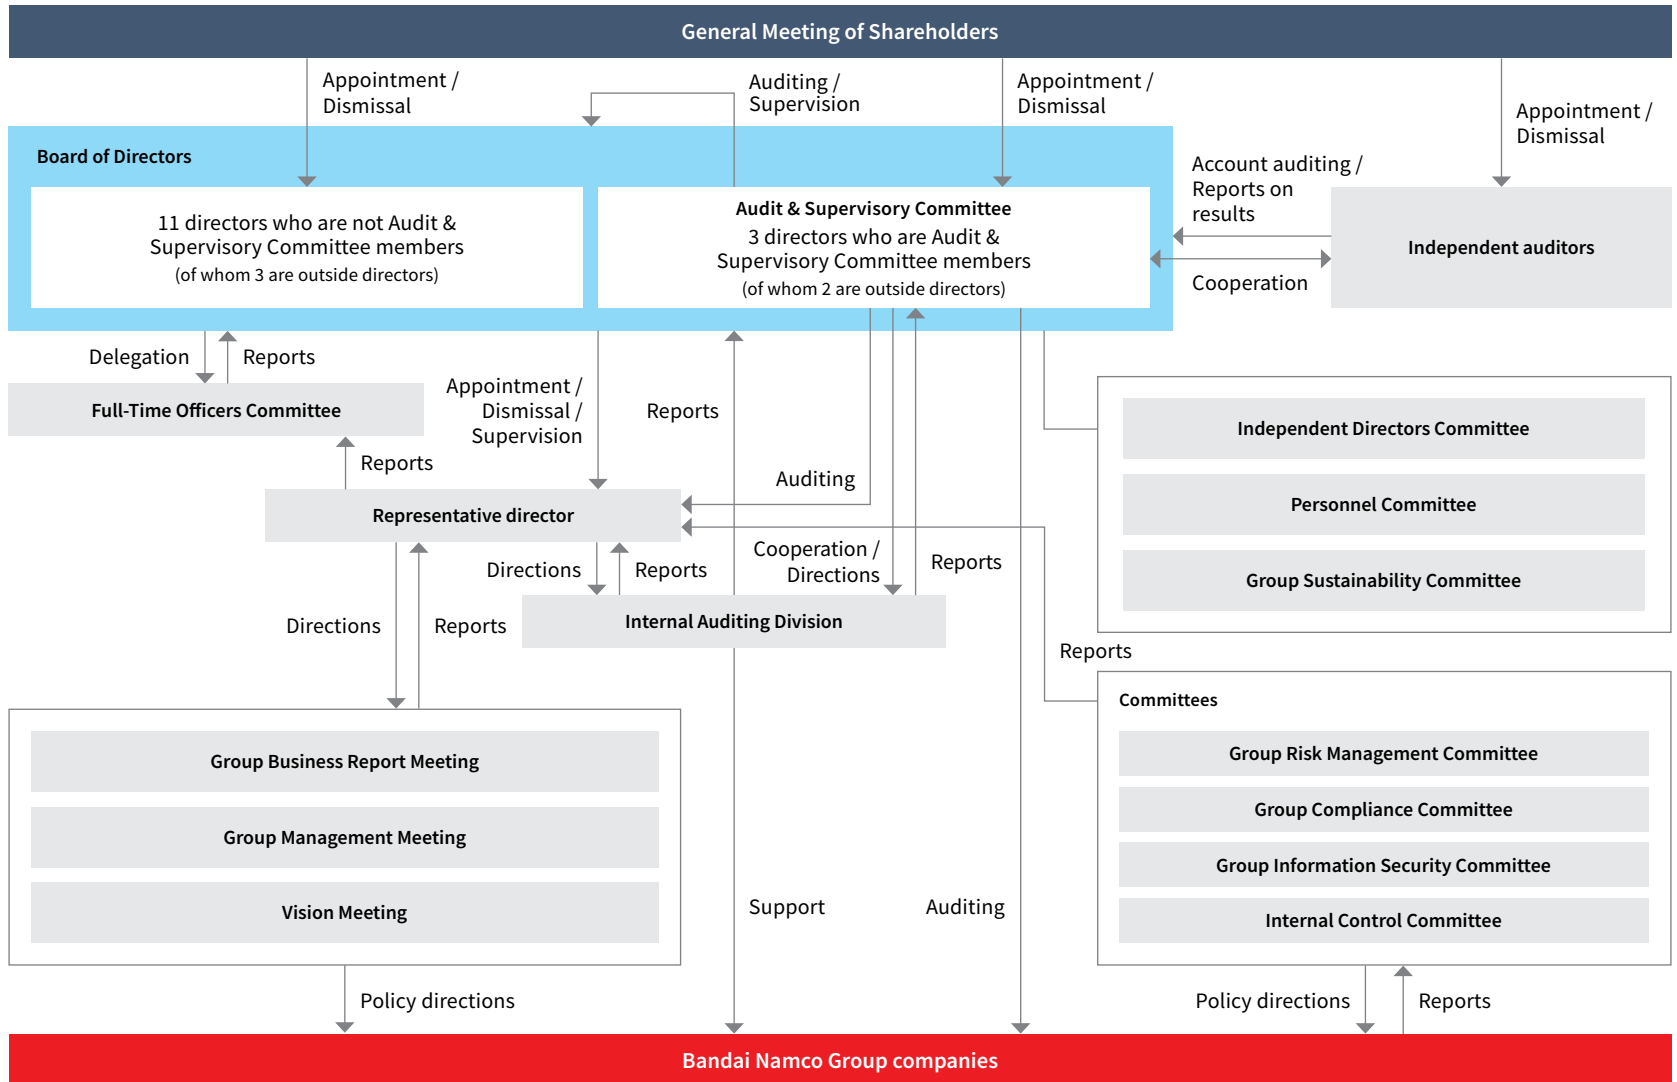 General Meeting of Shareholders
Appointment /
Dismissal
Auditing /
Supervision
Appointment /
Dismissal
Appointment /
Dismissal
Board of Directors
11 directors who are not Audit &
Supervisory Committee members
(of whom 3 are outside directors)
Audit & Supervisory Committee
3 directors who are Audit &
Supervisory Committee members
(of whom 2 are outside directors)
Account auditing /
Reports on
results
Cooperation
Independent auditors
Delegation
Reports
Full-Time Officers Committee
Reports
Appointment /
Dismissal /
Supervision
Reports
Auditing
Representative director
Directions
Reports
Cooperation /
Directions
Reports
Internal Auditing Division
Directions
Reports
Independent Directors Committee
Personnel Committee
Group Sustainability Committee
Reports
Committees
Group Risk Management Committee
Group Compliance Committee
Group Information Security Committee
Internal Control Committee
Group Business Report Meeting
Group Management Meeting
Vision Meeting
Support
Auditing
Policy directions
Policy directions
Reports
Bandai Namco Group companies